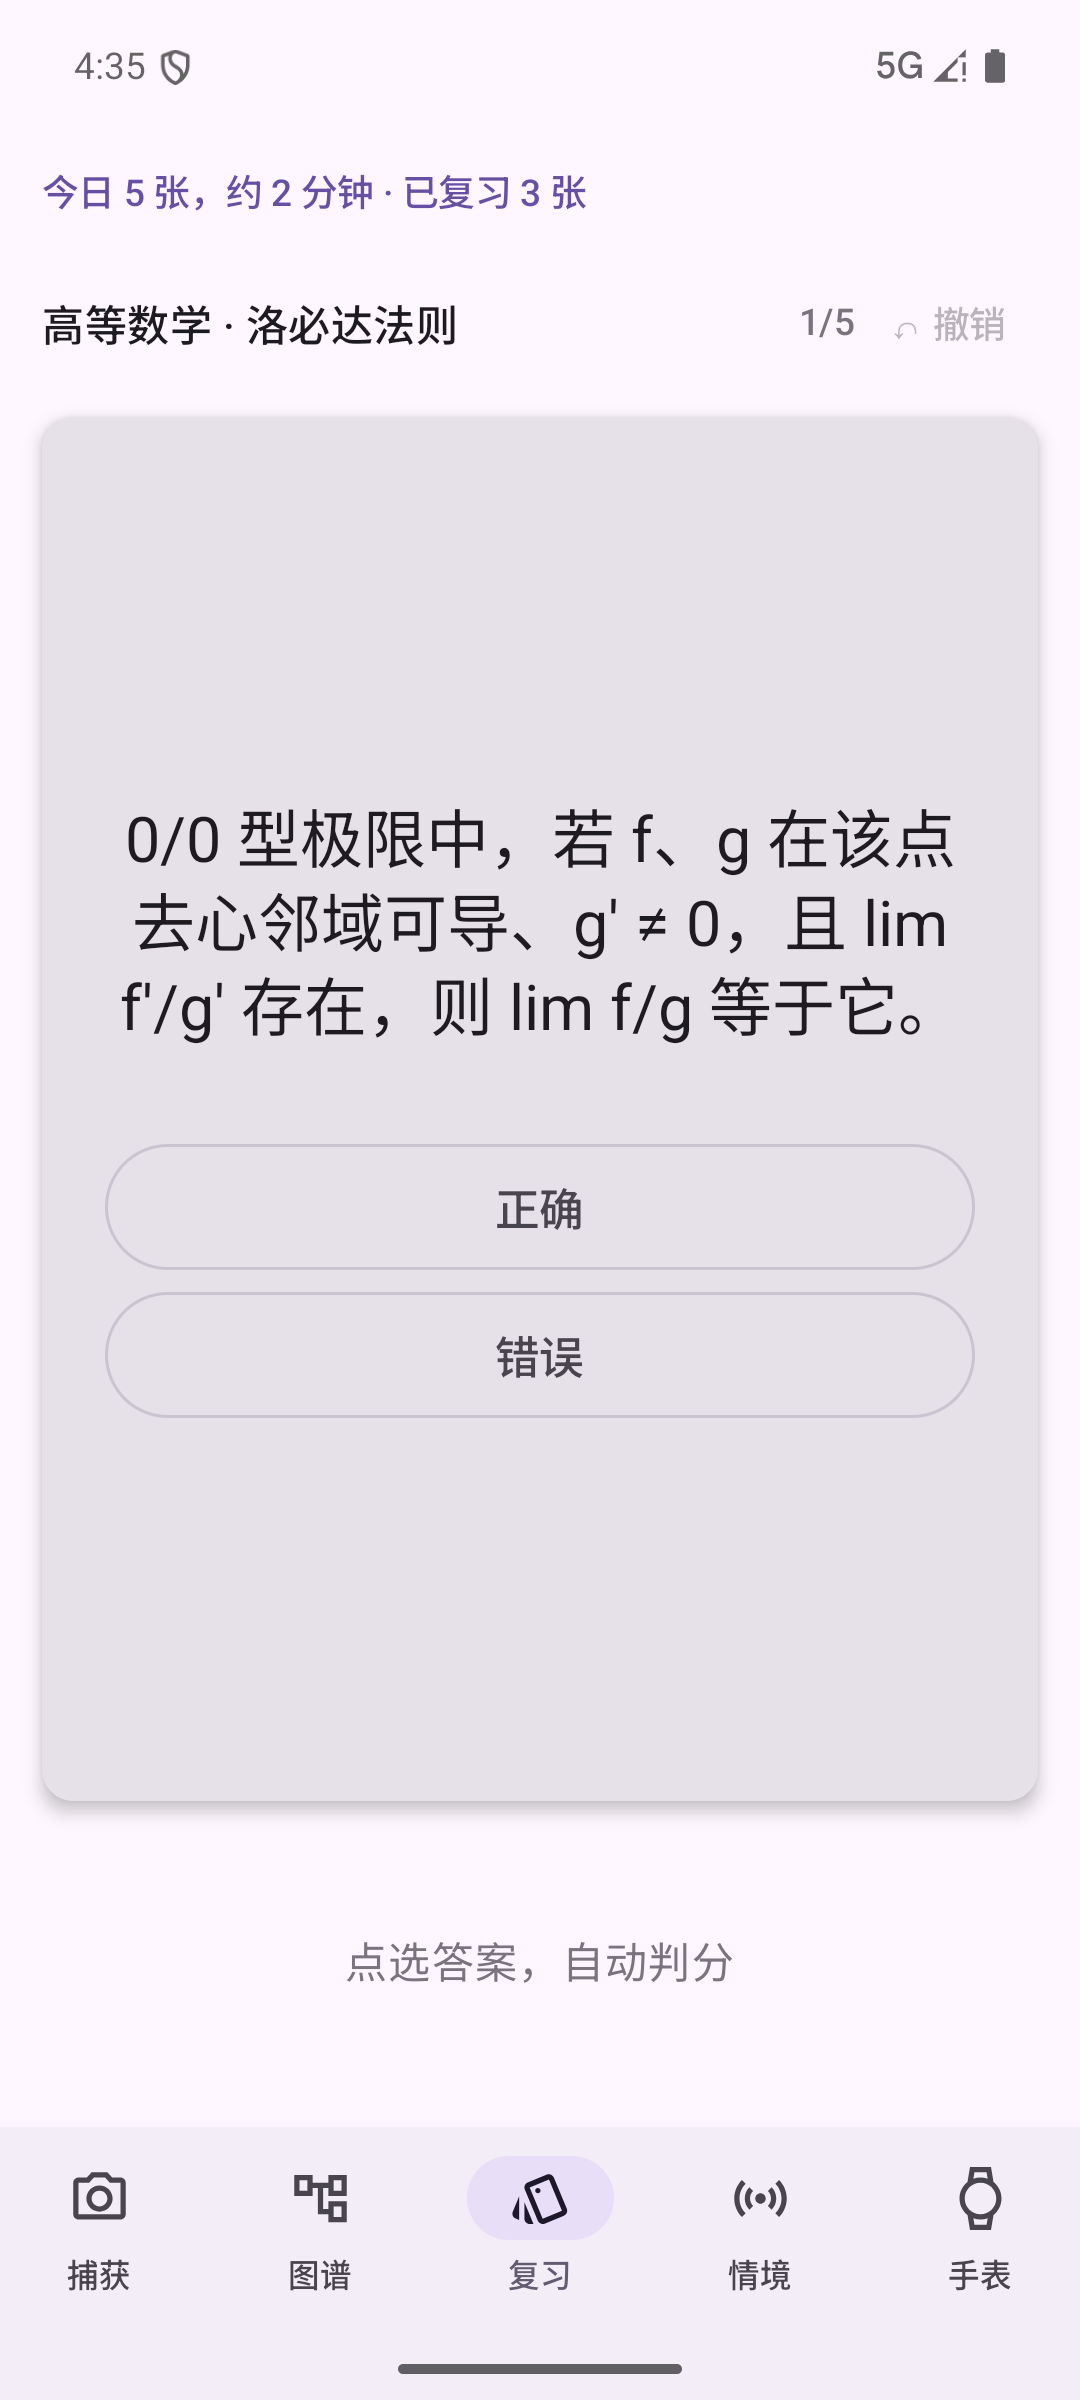 4:35
5G
今日 5 张，约 2 分钟 · 已复习 3 张
高等数学 · 洛必达法则
1/5
撤销
0/0 型极限中，若 f、g 在该点
去心邻域可导、g' ≠ 0，且 lim
f'/g' 存在，则 lim f/g 等于它。
正确
错误
点选答案，自动判分
捕获
图谱
复习
情境
手表